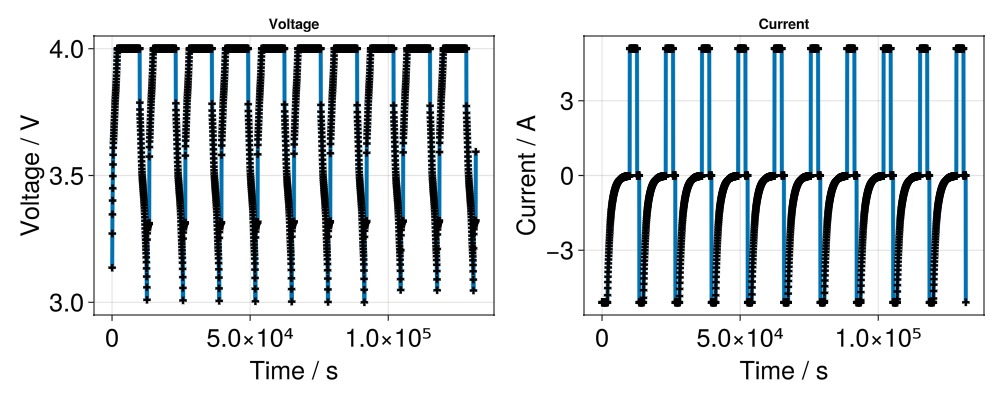 Voltage
Voltage / V
4.0
3.5
3.0
0
5.0×10⁴
1.0×10⁵
Time / s
Current
Current / A
3
0
−3
0
5.0×10⁴
1.0×10⁵
Time / s